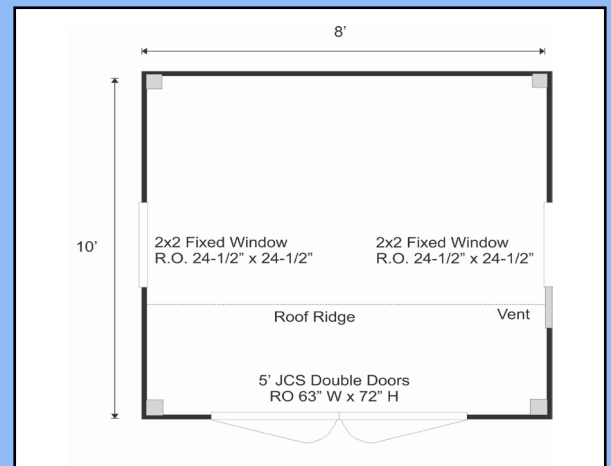 8’
10’
2x2 Fixed Window
R.O. 24-1/2” x 24-1/2”
2x2 Fixed Window
R.O. 24-1/2” x 24-1/2”
Roof Ridge
Vent
5’ JCS Double Doors
RO 63” W x 72” H